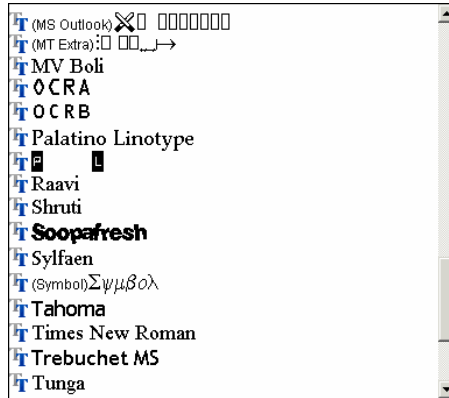 (MS Outlook)
(MT Extra)
MV Boli
OCRA
OCRB
Palatino Linotype
P L
Raavi
Shruti
Soopafresh
Sylfaen
(Symbol)Σψμβολ
Tahoma
Times New Roman
Trebuchet MS
Tunga